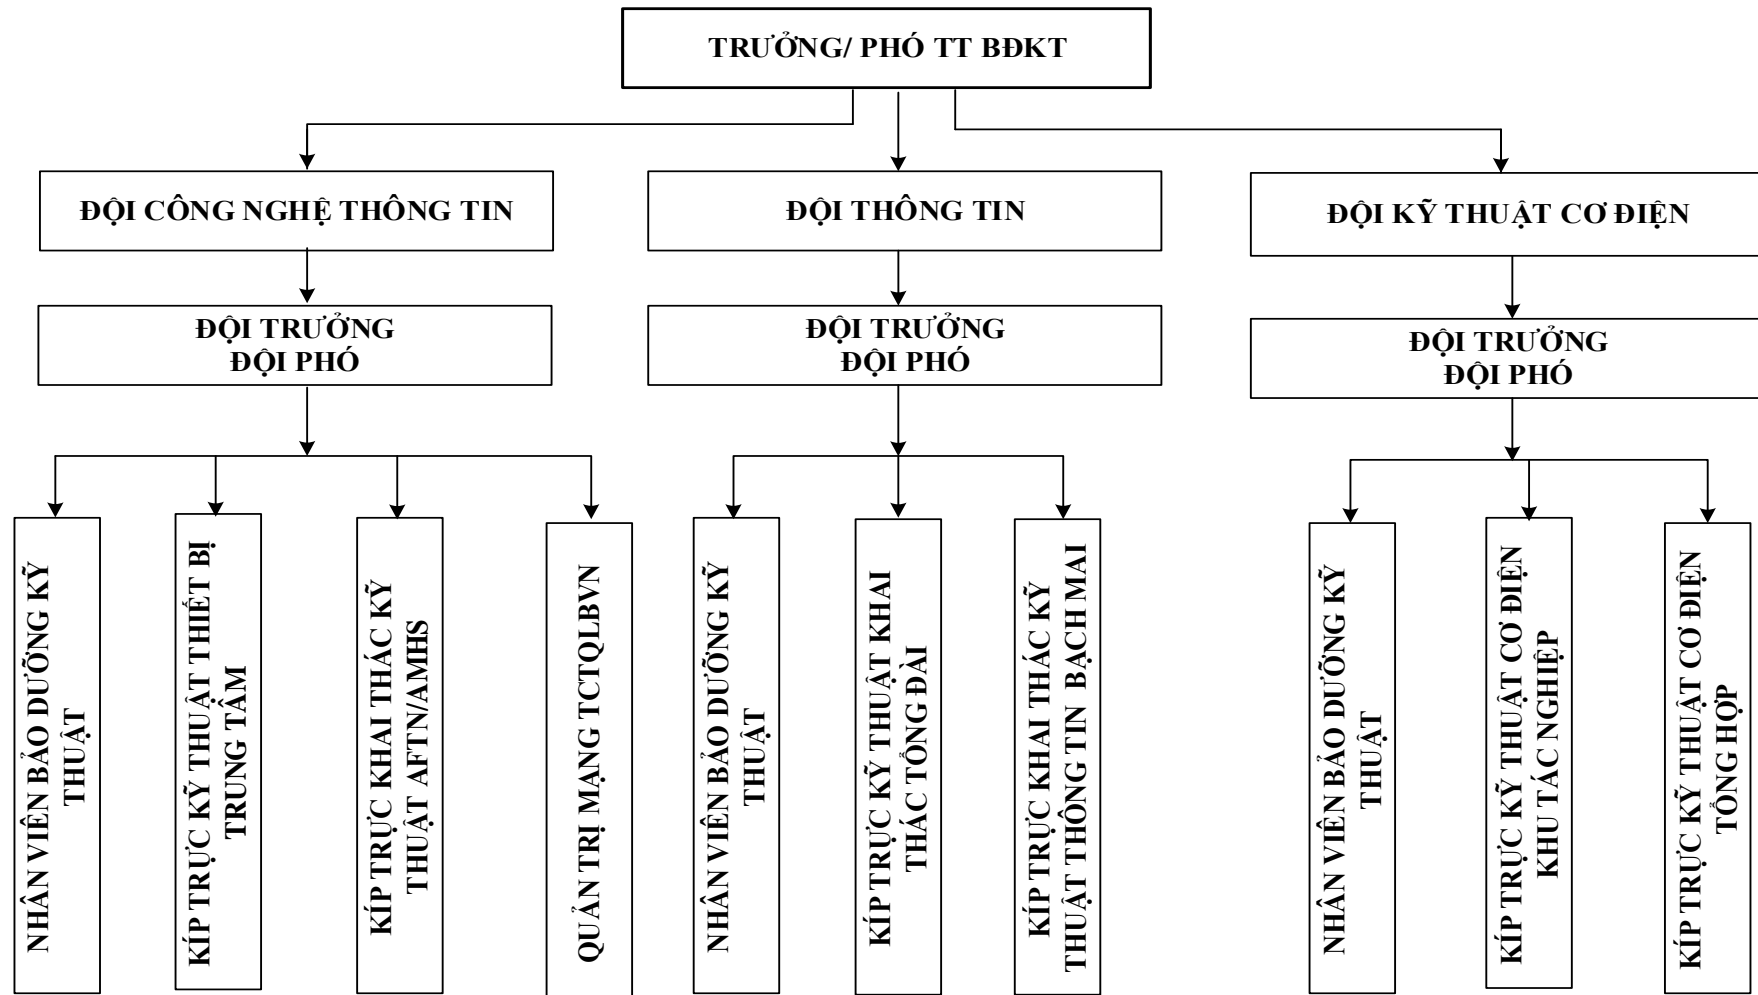 TRƯỞNG/ PHÓ TT BĐKT
ĐỘI CÔNG NGHỆ THÔNG TIN
ĐỘI THÔNG TIN
ĐỘI KỸ THUẬT CƠ ĐIỆN
ĐỘI TRƯỞNG
ĐỘI PHÓ
ĐỘI TRƯỞNG
ĐỘI PHÓ
ĐỘI TRƯỞNG
ĐỘI PHÓ
NHÂN VIÊN BẢO DƯỠNG KỸ
THUẬT
KÍP TRỰC KỸ THUẬT THIẾT BỊ
TRUNG TÂM
KÍP TRỰC KHAI THÁC KỸ
THUẬT AFTN/AMHS
QUẢN TRỊ MẠNG TCTQLBVN
NHÂN VIÊN BẢO DƯỠNG KỸ
THUẬT
KÍP TRỰC KỸ THUẬT KHAI
THÁC TỔNG ĐÀI
KÍP TRỰC KHAI THÁC KỸ
THUẬT THÔNG TIN BẠCH MAI
NHÂN VIÊN BẢO DƯỠNG KỸ
THUẬT
KÍP TRỰC KỸ THUẬT CƠ ĐIỆN
KHU TÁC NGHIỆP
KÍP TRỰC KỸ THUẬT CƠ ĐIỆN
TỔNG HỢP